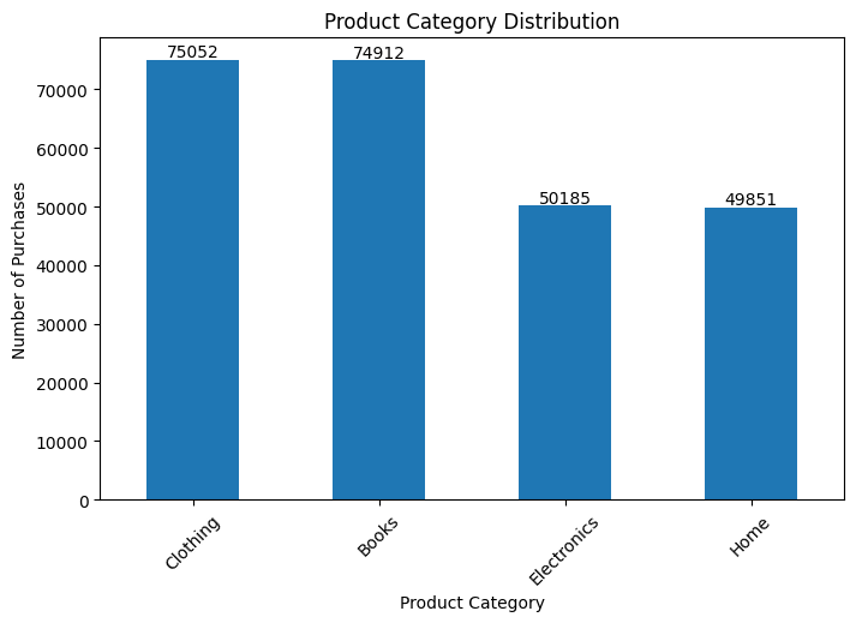 Product Category Distribution
75052
74912
50185
49851
70000
60000
50000
40000
30000
20000
10000
0
Number of Purchases
Clothing
Books
Electronics
Home
Product Category